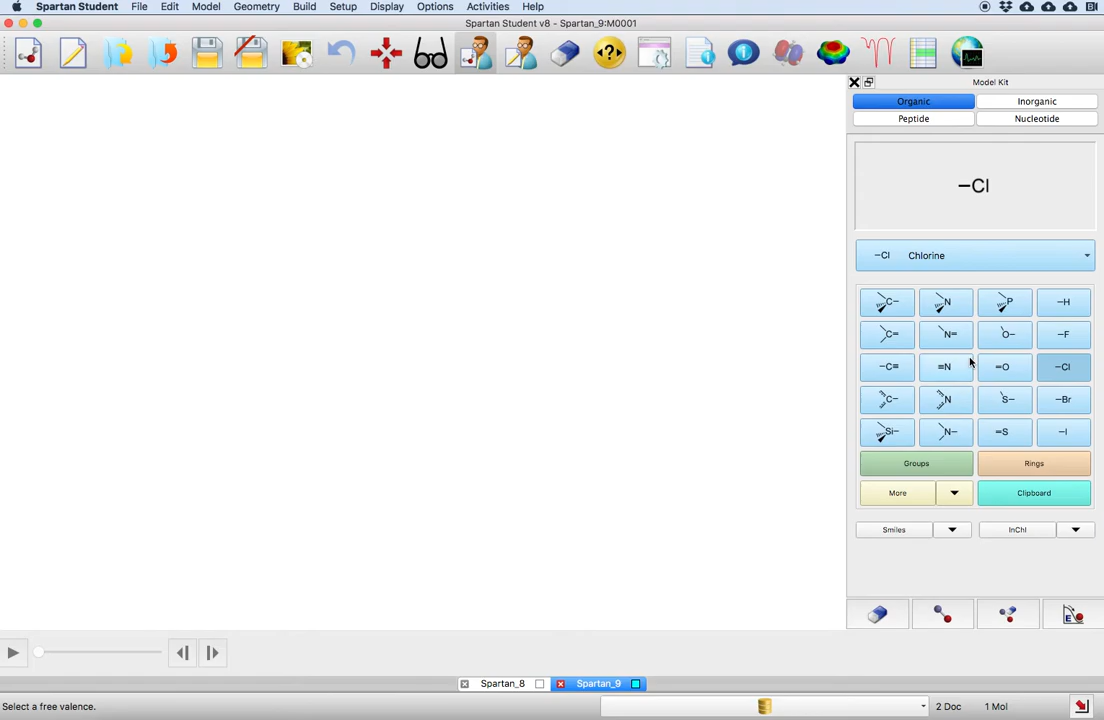 Spartan Student File Edit Model Geometry Build Setup Display Options Activities Help
Spartan Student v8 - Spartan_9:M0001
Model Kit
Organic Inorganic
Peptide Nucleotide
–Cl
–Cl Chlorine
C– N P –H
C= N= O– –F
–C≡ ≡N =O –Cl
C– N S– –Br
Si– N– =S –I
Groups Rings
More Clipboard
Smiles InChI
E
Spartan_8 Spartan_9
Select a free valence. 2 Doc 1 Mol